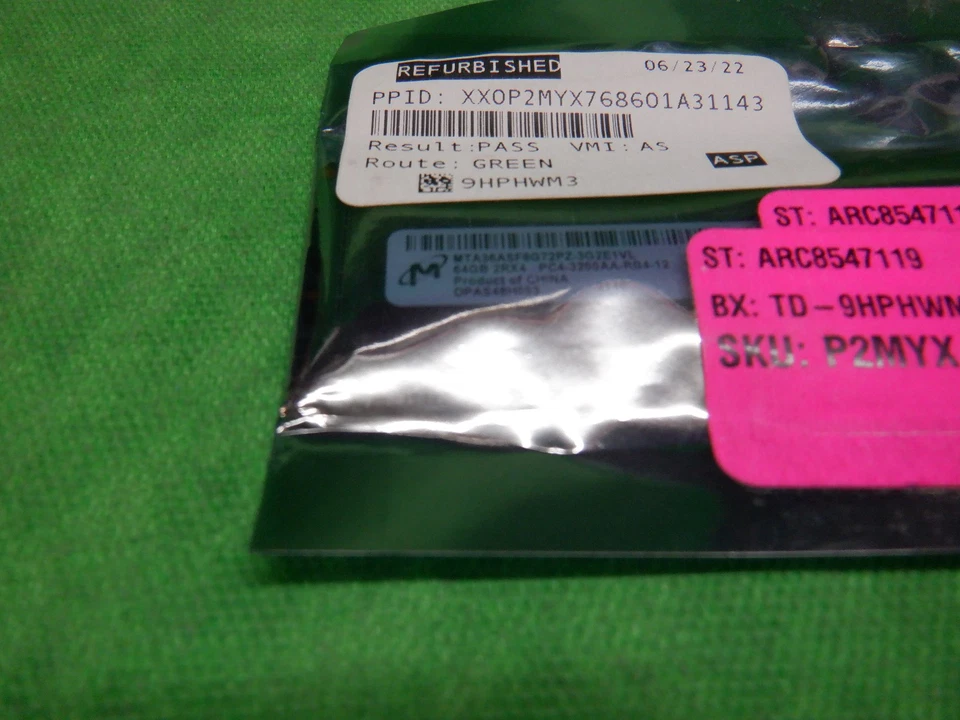 REFURBISHED 06/23/22
PPID: XX0P2MYX768601A31143
Result:PASS VMI: AS
Route: GREEN ASP
9HPHWM3
ST: ARC854711
ST: ARC8547119
BX: TD-9HPHWM
SKU: P2MYX
MTA36ASF8G72PZ-3G2E1VL
64GB 2RX4 PC4-3200AA-RB4-12
Product of CHINA